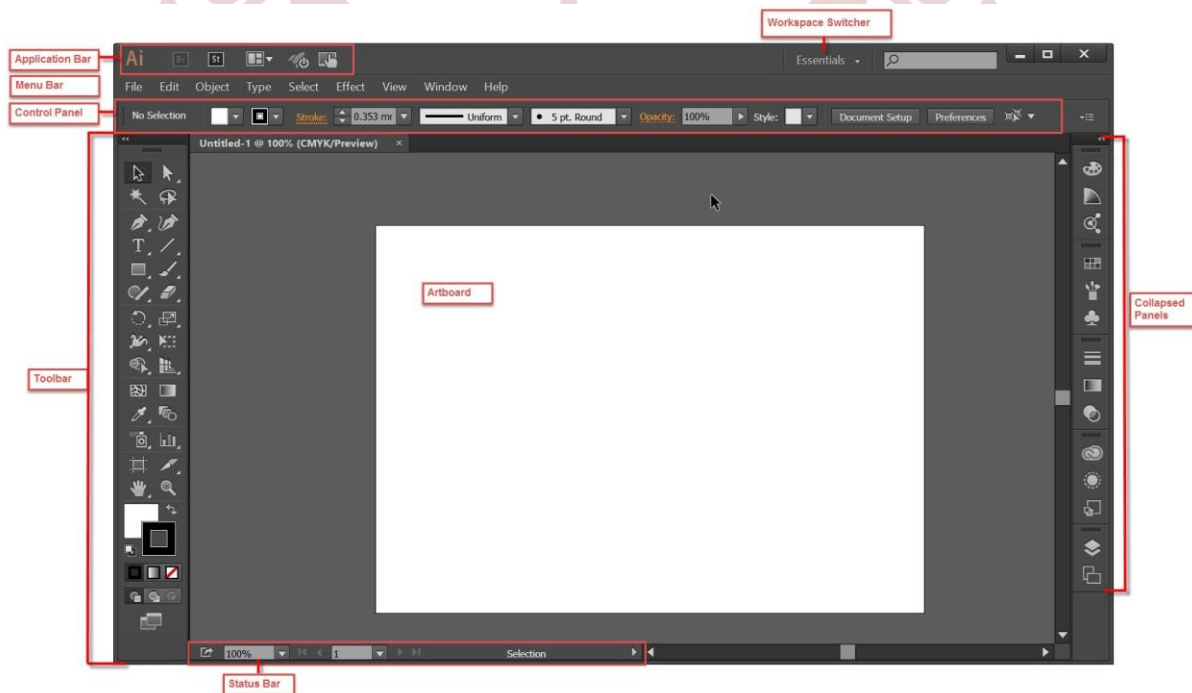 Workspace Switcher
Application Bar
Ai Br St Essentials
Menu Bar
File Edit Object Type Select Effect View Window Help
Control Panel
No Selection Stroke: 0.353 mr Uniform 5 pt. Round Opacity: 100% Style: Document Setup Preferences
Untitled-1 @ 100% (CMYK/Preview) ×
T
Artboard
Collapsed
Panels
Toolbar
100% 1 Selection
Status Bar